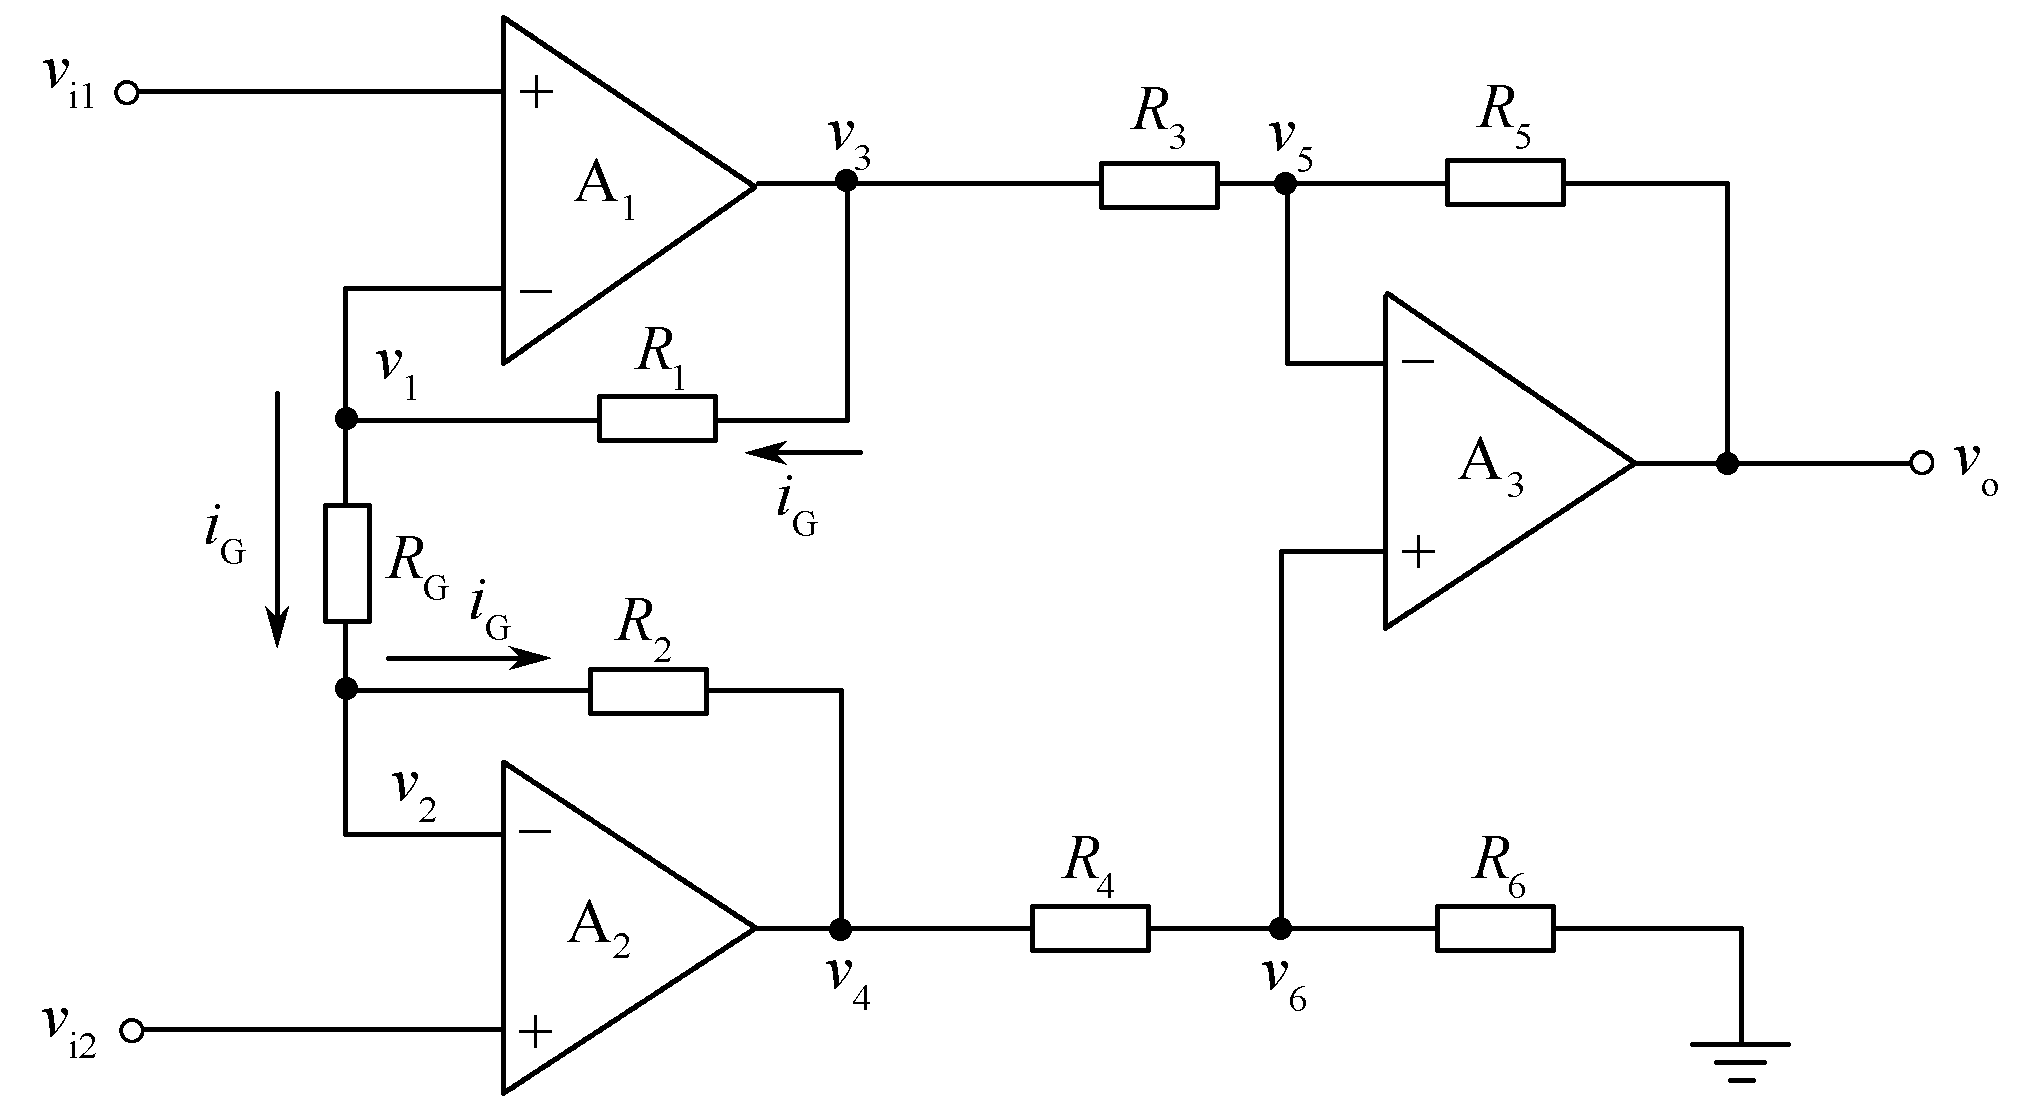 vi1
+
A1
−
v3
R3
v5
R5
v1
R1
iG
iG
RG
−
A3
+
vo
iG
R2
v2
−
A2
+
v4
R4
v6
R6
vi2